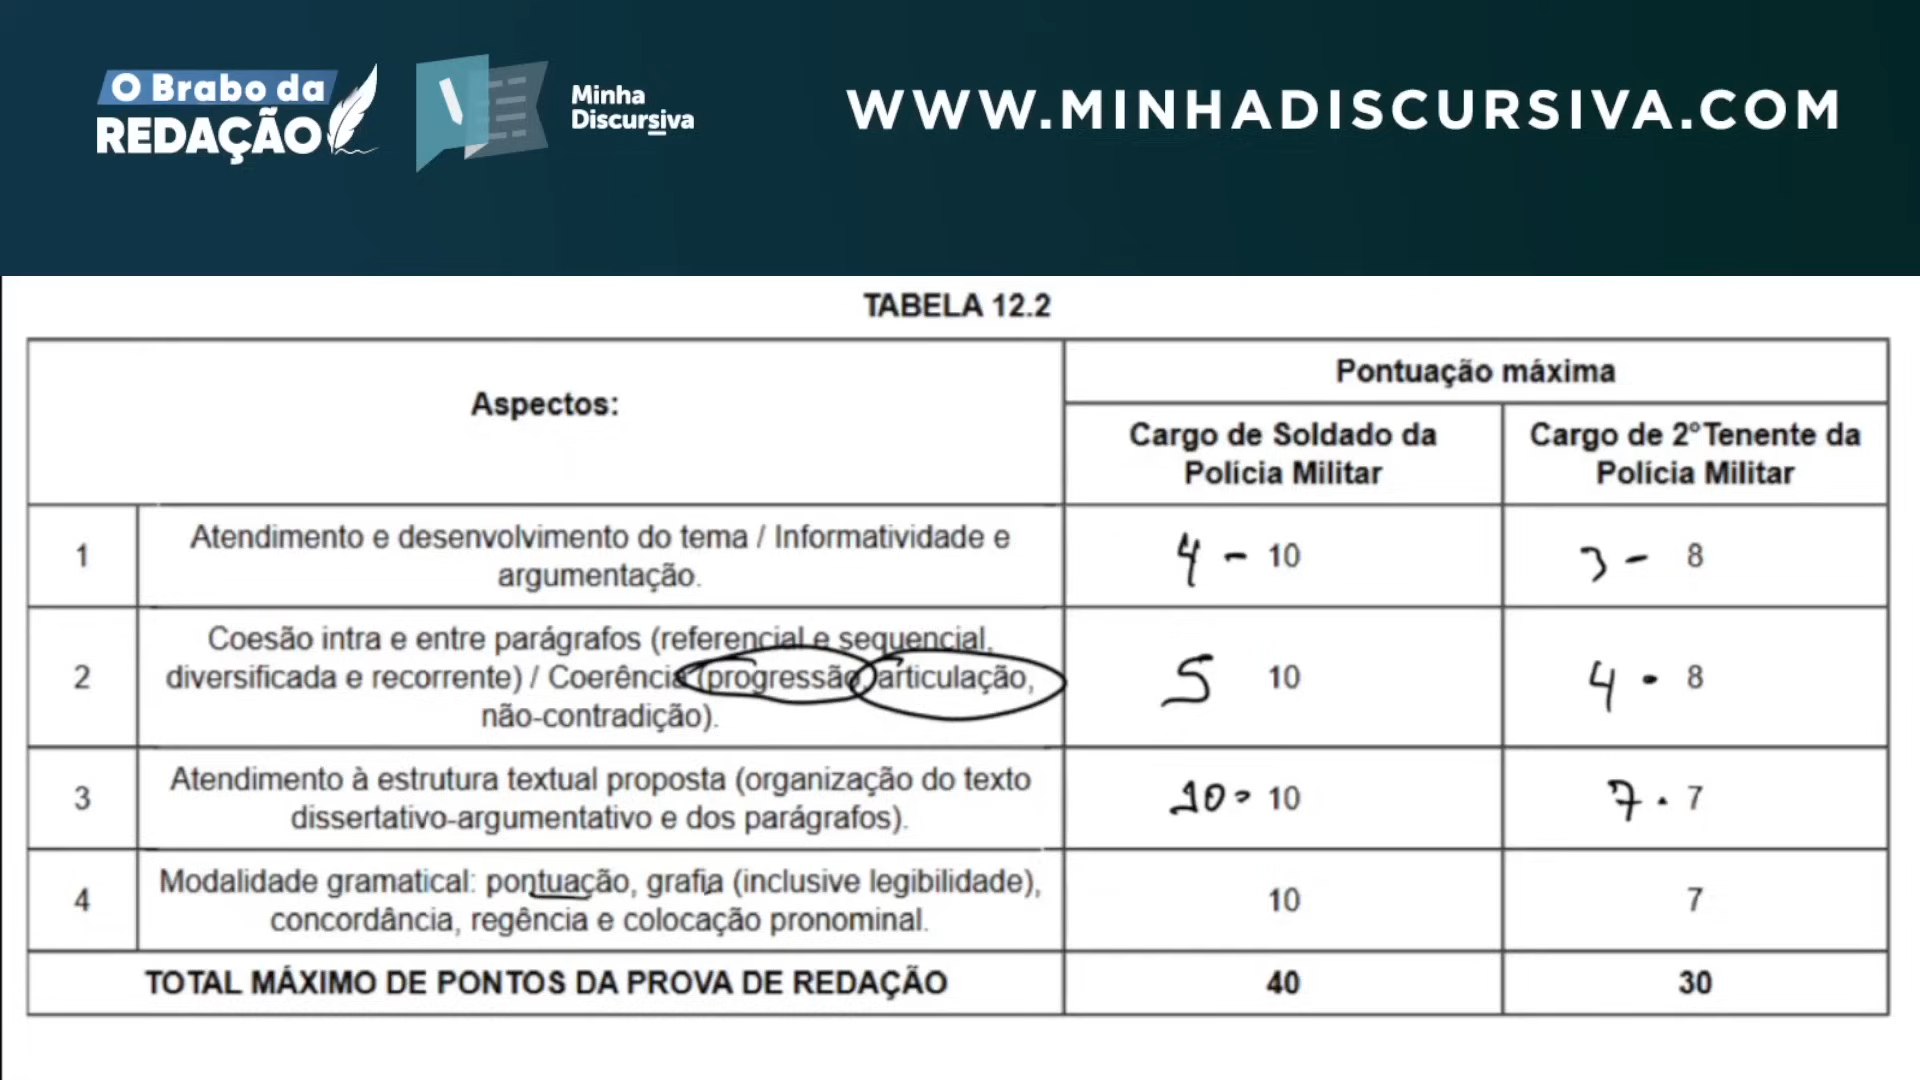 O Brabo da
REDAÇÃO
Minha
Discursiva
WWW.MINHADISCURSIVA.COM
TABELA 12.2
Aspectos:
Pontuação máxima
Cargo de Soldado da
Polícia Militar
Cargo de 2° Tenente da
Polícia Militar
1
Atendimento e desenvolvimento do tema / Informatividade e
argumentação.
4 - 10
3 - 8
2
Coesão intra e entre parágrafos (referencial e sequencial,
diversificada e recorrente) / Coerência (progressão, articulação,
não-contradição).
5 10
4 - 8
3
Atendimento à estrutura textual proposta (organização do texto
dissertativo-argumentativo e dos parágrafos).
10 - 10
7 - 7
4
Modalidade gramatical: pontuação, grafia (inclusive legibilidade),
concordância, regência e colocação pronominal.
10
7
TOTAL MÁXIMO DE PONTOS DA PROVA DE REDAÇÃO
40
30